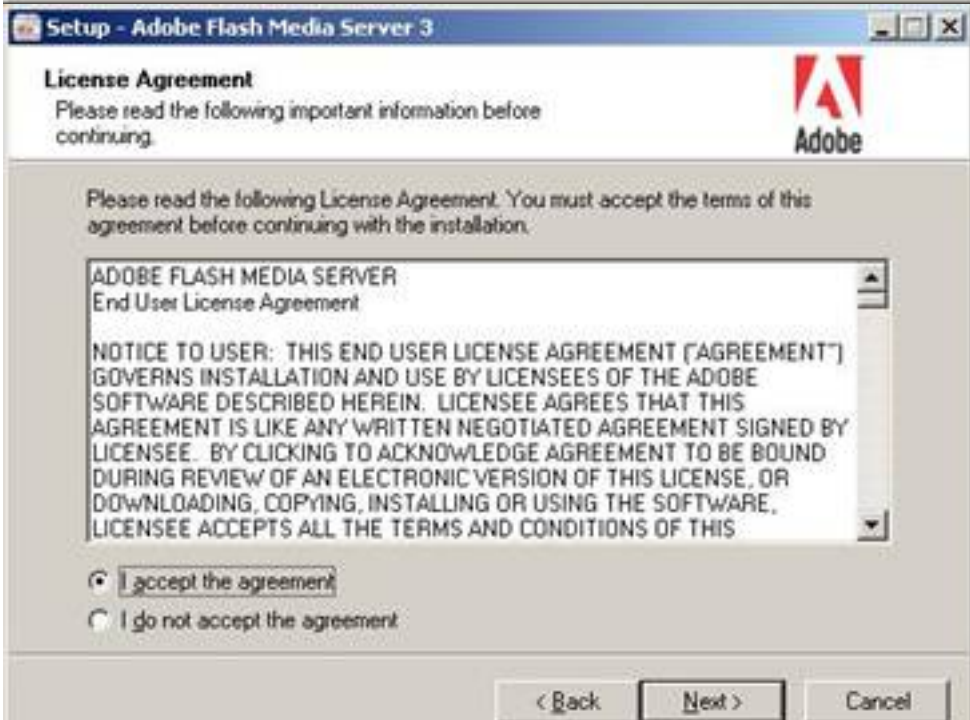 Setup - Adobe Flash Media Server 3
License Agreement
Please read the following important information before
continuing.
Adobe
Please read the following License Agreement. You must accept the terms of this
agreement before continuing with the installation.
ADOBE FLASH MEDIA SERVER
End User License Agreement
NOTICE TO USER: THIS END USER LICENSE AGREEMENT ("AGREEMENT")
GOVERNS INSTALLATION AND USE BY LICENSEES OF THE ADOBE
SOFTWARE DESCRIBED HEREIN. LICENSEE AGREES THAT THIS
AGREEMENT IS LIKE ANY WRITTEN NEGOTIATED AGREEMENT SIGNED BY
LICENSEE. BY CLICKING TO ACKNOWLEDGE AGREEMENT TO BE BOUND
DURING REVIEW OF AN ELECTRONIC VERSION OF THIS LICENSE, OR
DOWNLOADING, COPYING, INSTALLING OR USING THE SOFTWARE,
LICENSEE ACCEPTS ALL THE TERMS AND CONDITIONS OF THIS
I accept the agreement
I do not accept the agreement
< Back Next > Cancel